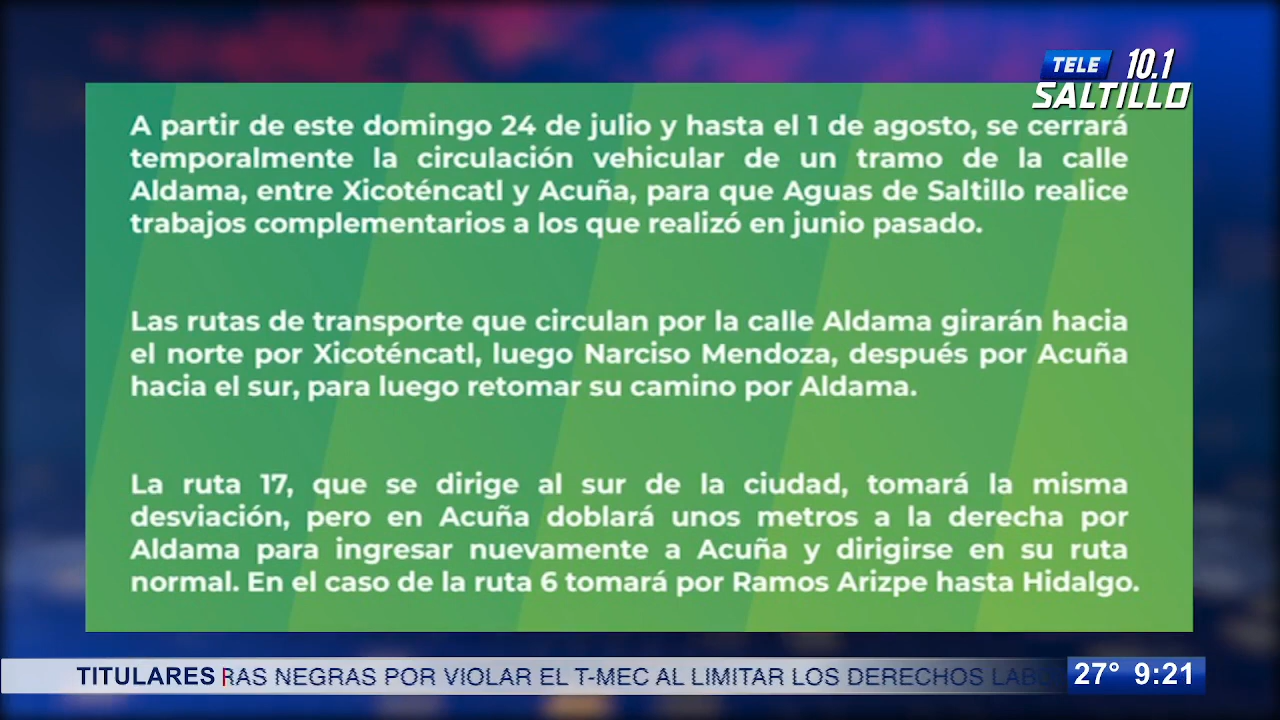 TELE 10.1
SALTILLO
A partir de este domingo 24 de julio y hasta el 1 de agosto, se cerrará
temporalmente la circulación vehicular de un tramo de la calle
Aldama, entre Xicoténcatl y Acuña, para que Aguas de Saltillo realice
trabajos complementarios a los que realizó en junio pasado.
Las rutas de transporte que circulan por la calle Aldama girarán hacia
el norte por Xicoténcatl, luego Narciso Mendoza, después por Acuña
hacia el sur, para luego retomar su camino por Aldama.
La ruta 17, que se dirige al sur de la ciudad, tomará la misma
desviación, pero en Acuña doblará unos metros a la derecha por
Aldama para ingresar nuevamente a Acuña y dirigirse en su ruta
normal. En el caso de la ruta 6 tomará por Ramos Arizpe hasta Hidalgo.
TITULARES RAS NEGRAS POR VIOLAR EL T-MEC AL LIMITAR LOS DERECHOS LAB 27° 9:21